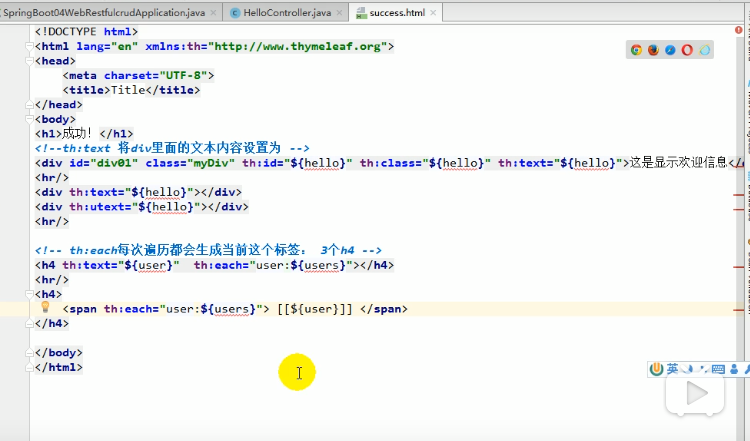 SpringBoot04WebRestfulcrudApplication.java HelloController.java success.html
<!DOCTYPE html>
<html lang="en" xmlns:th="http://www.thymeleaf.org">
<head>
<meta charset="UTF-8">
<title>Title</title>
</head>
<body>
<h1>成功！</h1>
<!--th:text 将div里面的文本内容设置为 -->
<div id="div01" class="myDiv" th:id="${hello}" th:class="${hello}" th:text="${hello}">这是显示欢迎信息</
<hr/>
<div th:text="${hello}"></div>
<div th:utext="${hello}"></div>
<hr/>
<!-- th:each每次遍历都会生成当前这个标签： 3个h4 -->
<h4 th:text="${user}"  th:each="user:${users}"></h4>
<hr/>
<h4>
<span th:each="user:${users}"> [[${user}]] </span>
</h4>
</body>
</html>
英